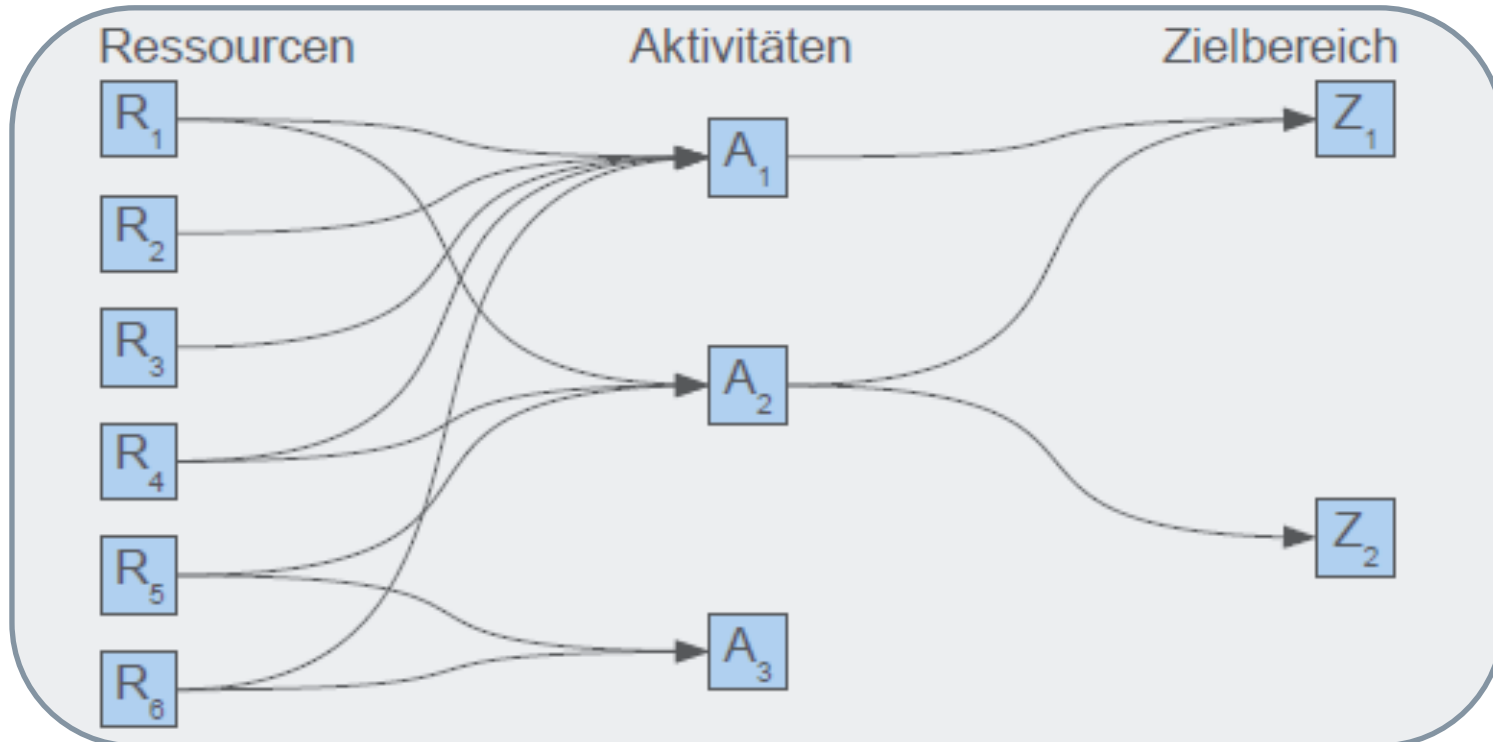 Ressourcen Aktivitäten Zielbereich
R1
A1
Z1
R2
R3
A2
R4
Z2
R5
A3
R6